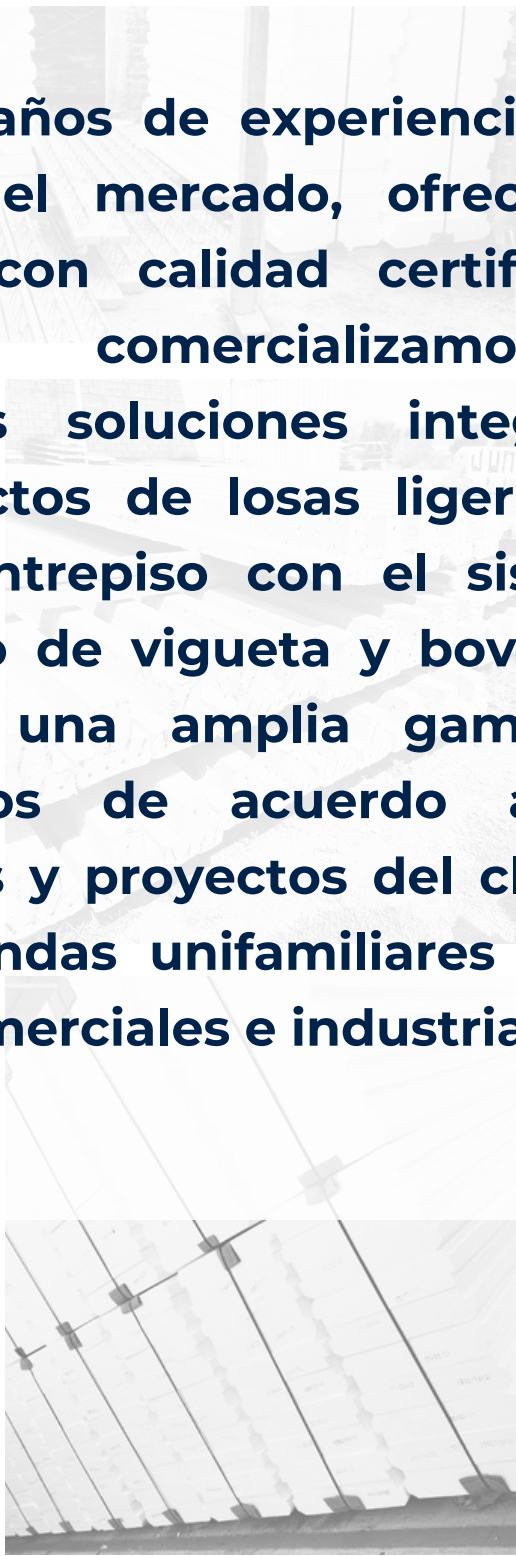 años de experienci
el mercado, ofrec
con calidad certif
comercializamo
s soluciones integ
ctos de losas liger
ntrepiso con el sis
o de vigueta y bov
una amplia gam
os de acuerdo a
s y proyectos del cl
ndas unifamiliares
merciales e industria